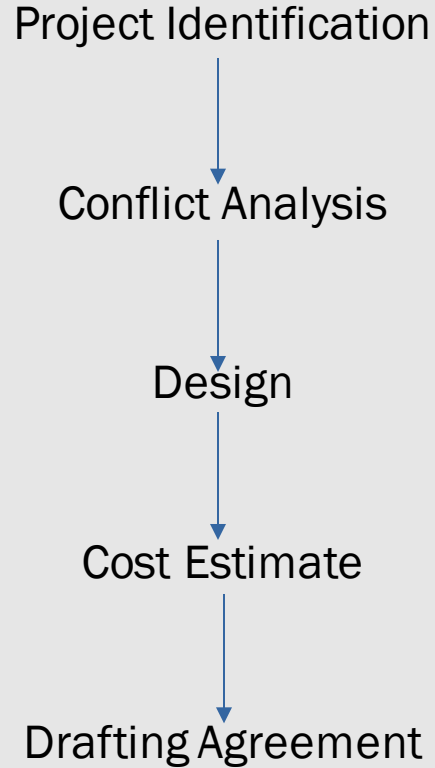 Project Identification
Conflict Analysis
Design
Cost Estimate
Drafting Agreement